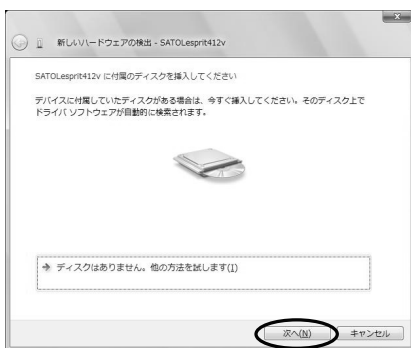 新しいハードウェアの検出 - SATOLesprit412v
SATOLesprit412v に付属のディスクを挿入してください
デバイスに付属していたディスクがある場合は、今すぐ挿入してください。そのディスク上で
ドライバ ソフトウェアが自動的に検索されます。
ディスクはありません。他の方法を試します(I)
次へ(N)
キャンセル